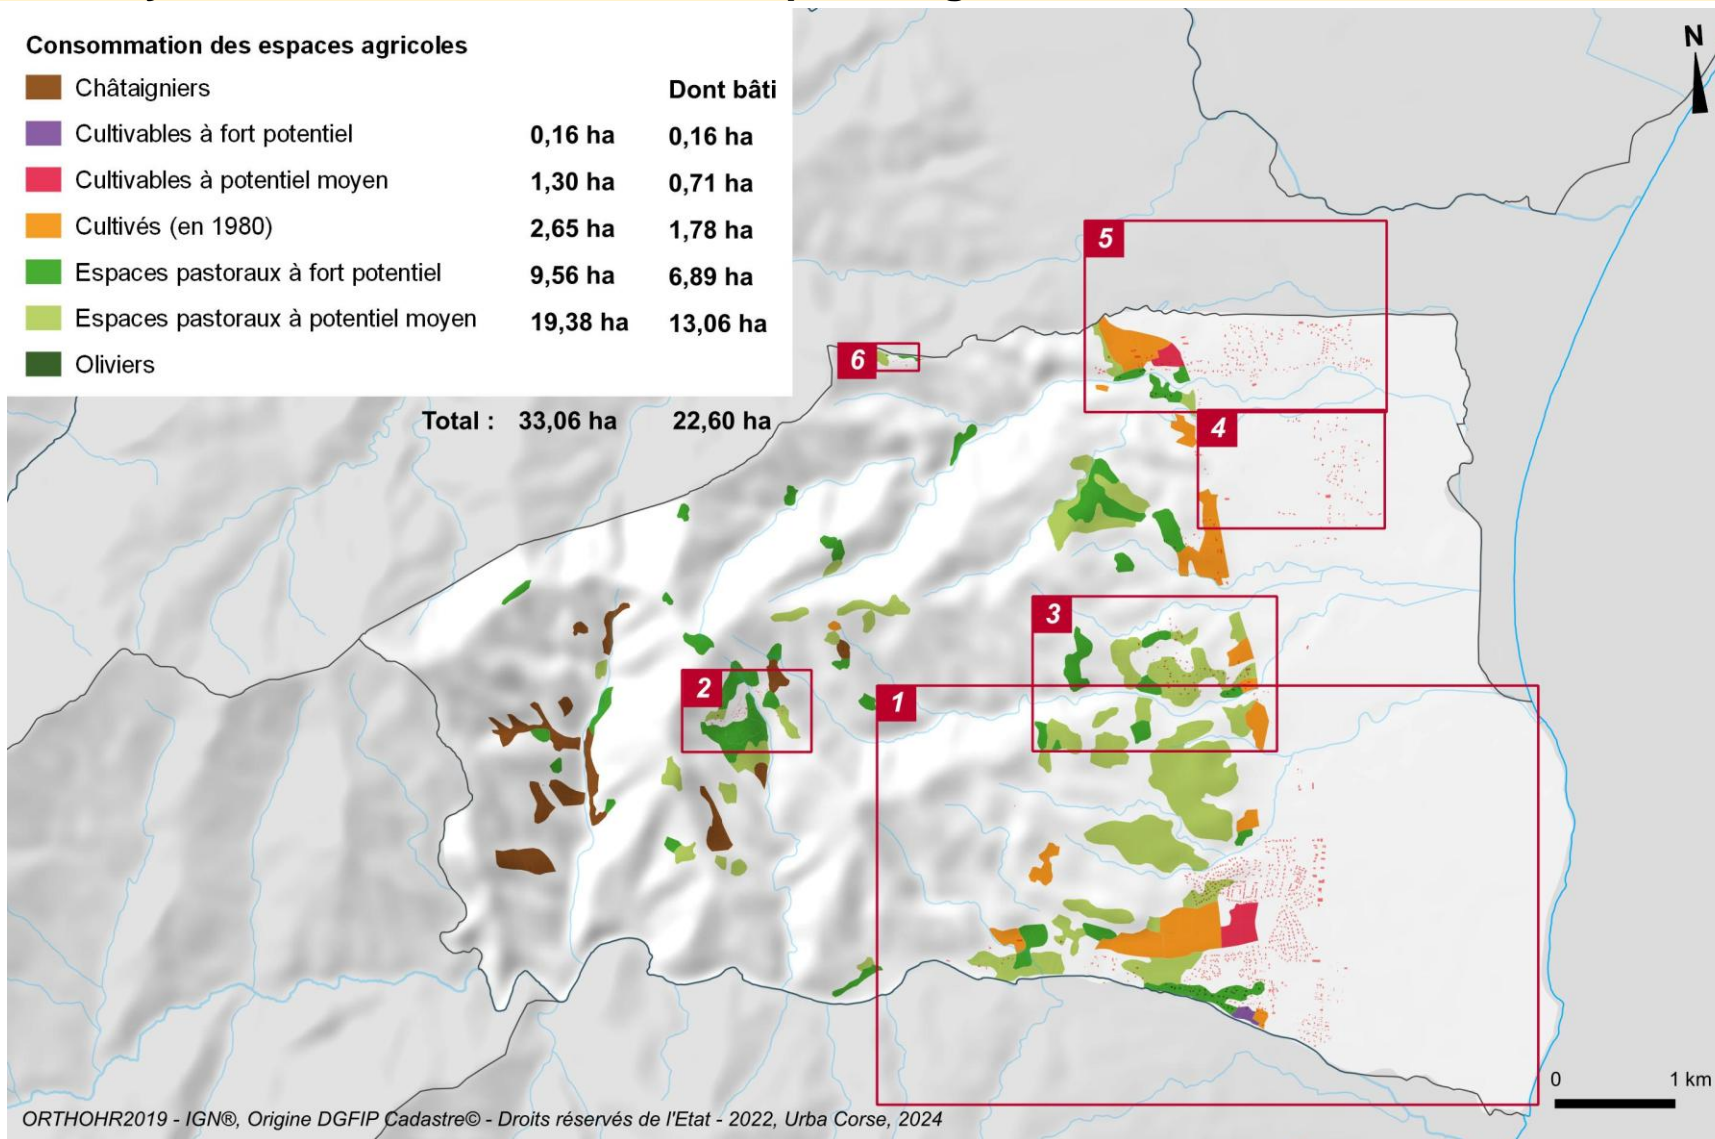 Consommation des espaces agricoles
Châtaigniers
Dont bâti
Cultivables à fort potentiel 0,16 ha 0,16 ha
Cultivables à potentiel moyen 1,30 ha 0,71 ha
Cultivés (en 1980) 2,65 ha 1,78 ha
Espaces pastoraux à fort potentiel 9,56 ha 6,89 ha
Espaces pastoraux à potentiel moyen 19,38 ha 13,06 ha
Oliviers
Total : 33,06 ha 22,60 ha
N
5
6
4
3
2
1
0 1 km
ORTHOHR2019 - IGN®, Origine DGFIP Cadastre© - Droits réservés de l'Etat - 2022, Urba Corse, 2024